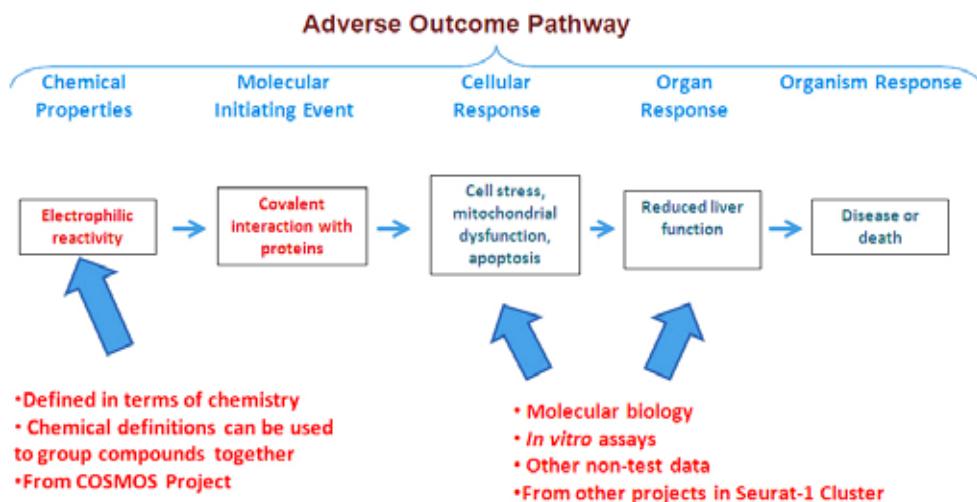 Adverse Outcome Pathway
Chemical
Properties
Molecular
Initiating Event
Cellular
Response
Organ
Response
Organism Response
Electrophilic
reactivity
Covalent
interaction with
proteins
Cell stress,
mitochondrial
dysfunction,
apoptosis
Reduced liver
function
Disease or
death
•Defined in terms of chemistry
• Chemical definitions can be used
to group compounds together
•From COSMOS Project
• Molecular biology
• In vitro assays
• Other non-test data
•From other projects in Seurat-1 Cluster